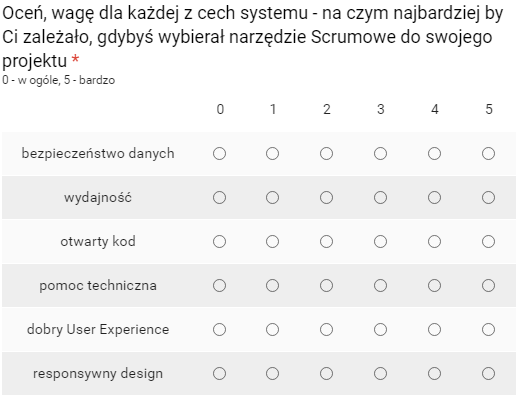 Oceń, wagę dla każdej z cech systemu - na czym najbardziej by
Ci zależało, gdybyś wybierał narzędzie Scrumowe do swojego
projektu *
0 - w ogóle, 5 - bardzo
0 1 2 3 4 5
bezpieczeństwo danych
wydajność
otwarty kod
pomoc techniczna
dobry User Experience
responsywny design